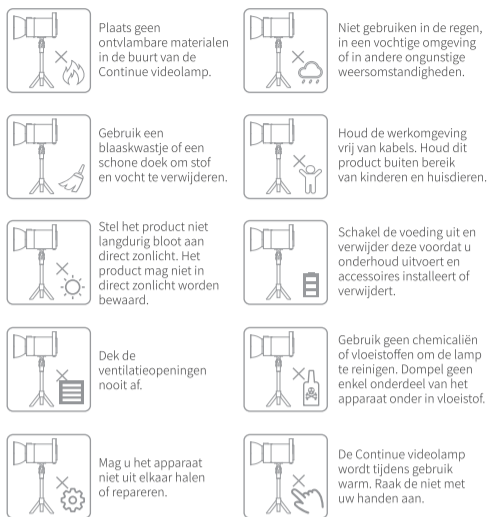 Plaats geen
ontvlambare materialen
in de buurt van de
Continue videolamp.
Niet gebruiken in de regen,
in een vochtige omgeving
of in andere ongunstige
weersomstandigheden.
Gebruik een
blaaskwastje of een
schone doek om stof
en vocht te verwijderen.
Houd de werkomgeving
vrij van kabels. Houd dit
product buiten bereik
van kinderen en huisdieren.
Stel het product niet
langdurig bloot aan
direct zonlicht. Het
product mag niet in
direct zonlicht worden
bewaard.
Schakel de voeding uit en
verwijder deze voordat u
onderhoud uitvoert en
accessoires installeert of
verwijdert.
Dek de
ventilatieopeningen
nooit af.
Gebruik geen chemicaliën
of vloeistoffen om de lamp
te reinigen. Dompel geen
enkel onderdeel van het
apparaat onder in vloeistof.
Mag u het apparaat
niet uit elkaar halen
of repareren.
De Continue videolamp
wordt tijdens gebruik
warm. Raak de niet met
uw handen aan.